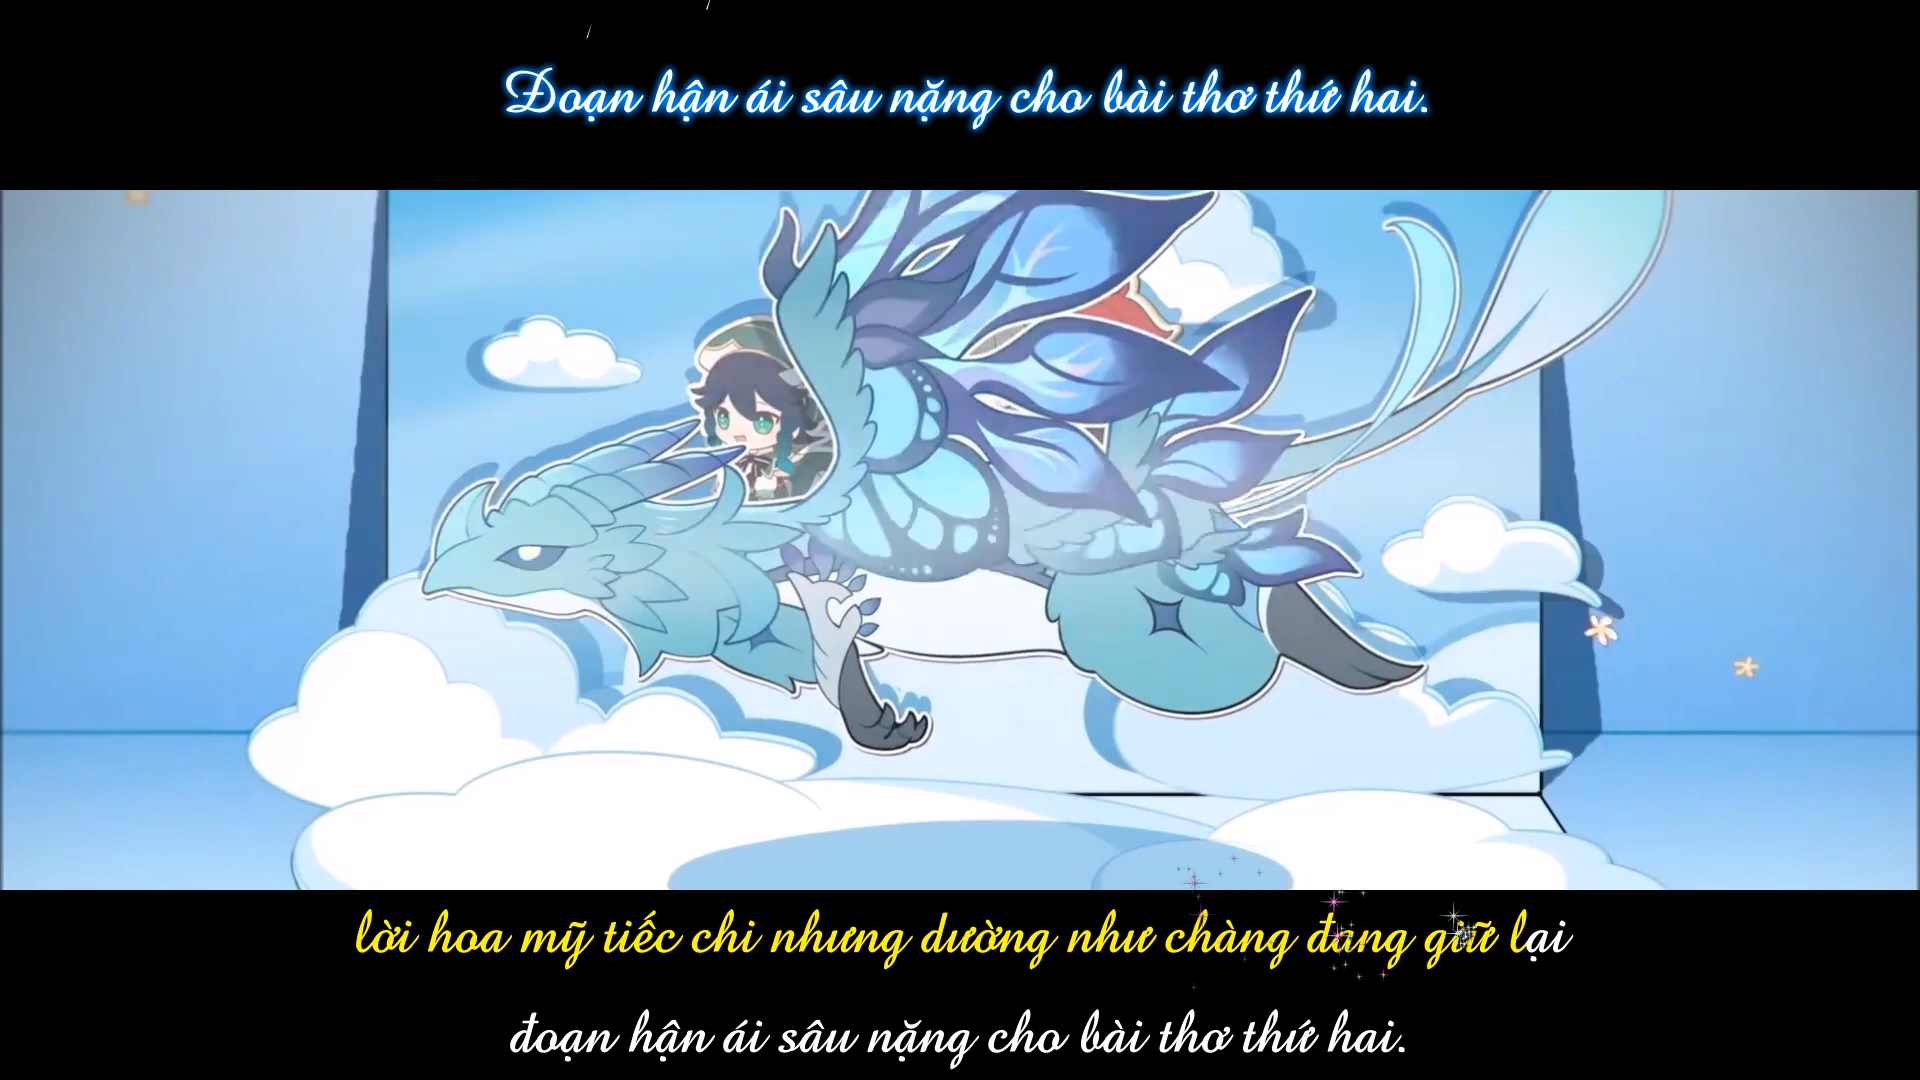 Đoạn hận ái sâu nặng cho bài thơ thứ hai.
lời hoa mỹ tiếc chi nhưng dường như chàng đang giữ lại
đoạn hận ái sâu nặng cho bài thơ thứ hai.